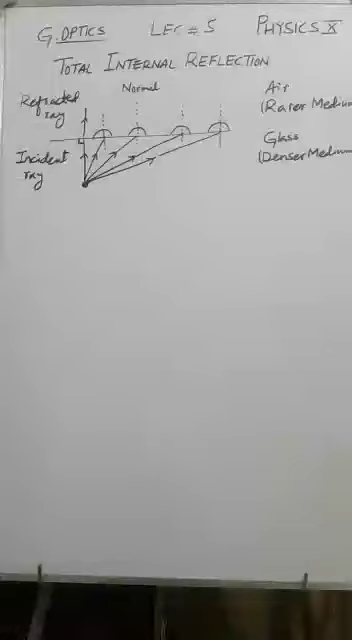 G. OPTICS LEC # 5 PHYSICS X
TOTAL INTERNAL REFLECTION
Refracted ray
Normal
Air
(Rarer Medium
Incident ray
Glass
(Denser Medium